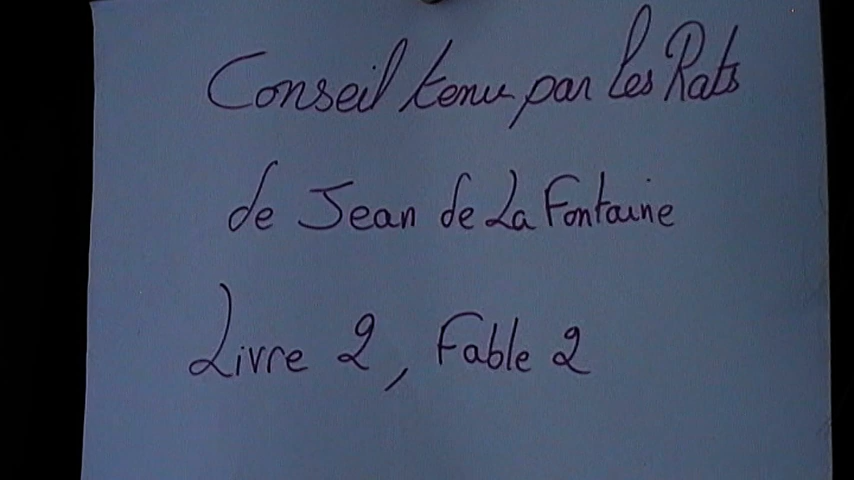 Conseil tenu par les Rats
de Jean de La Fontaine
Livre 2, Fable 2